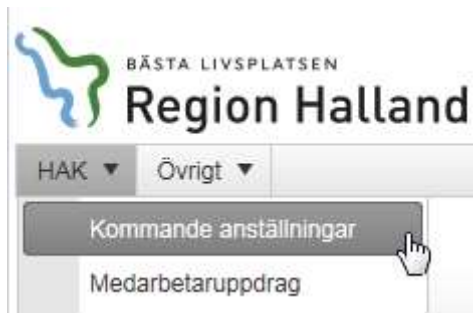 BÄSTA LIVSPLATSEN
Region Halland
HAK ▼ Övrigt ▼
Kommande anställningar
Medarbetaruppdrag